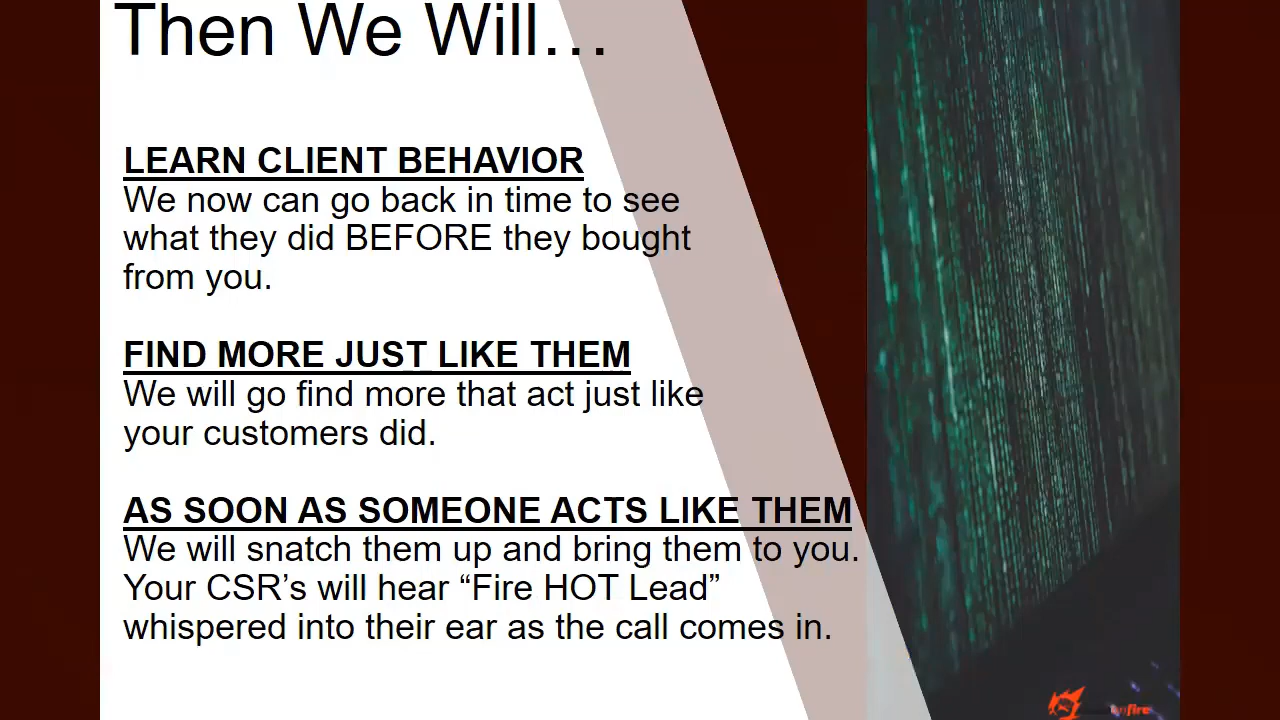 Then We Will…
LEARN CLIENT BEHAVIOR
We now can go back in time to see
what they did BEFORE they bought
from you.
FIND MORE JUST LIKE THEM
We will go find more that act just like
your customers did.
AS SOON AS SOMEONE ACTS LIKE THEM
We will snatch them up and bring them to you.
Your CSR’s will hear “Fire HOT Lead”
whispered into their ear as the call comes in.